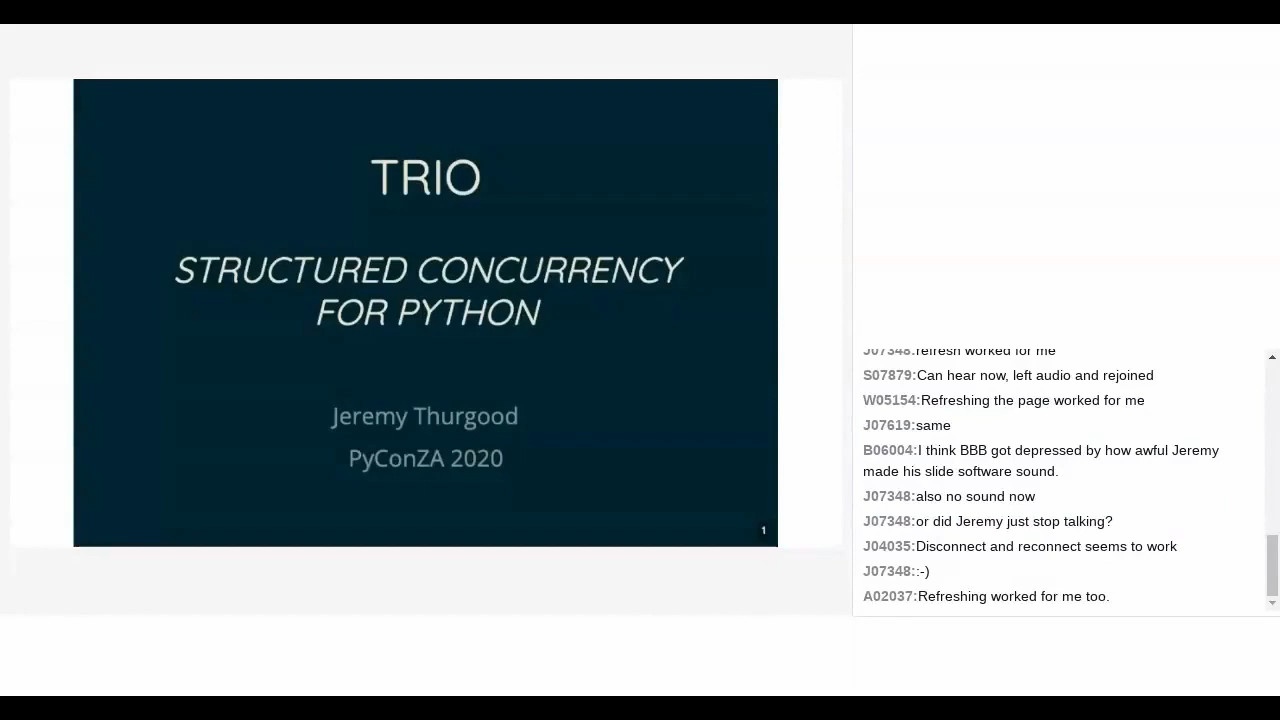 TRIO
STRUCTURED CONCURRENCY
FOR PYTHON
Jeremy Thurgood
PyConZA 2020
1
J07348:refresh worked for me
S07879:Can hear now, left audio and rejoined
W05154:Refreshing the page worked for me
J07619:same
B06004:I think BBB got depressed by how awful Jeremy
made his slide software sound.
J07348:also no sound now
J07348:or did Jeremy just stop talking?
J04035:Disconnect and reconnect seems to work
J07348::-)
A02037:Refreshing worked for me too.